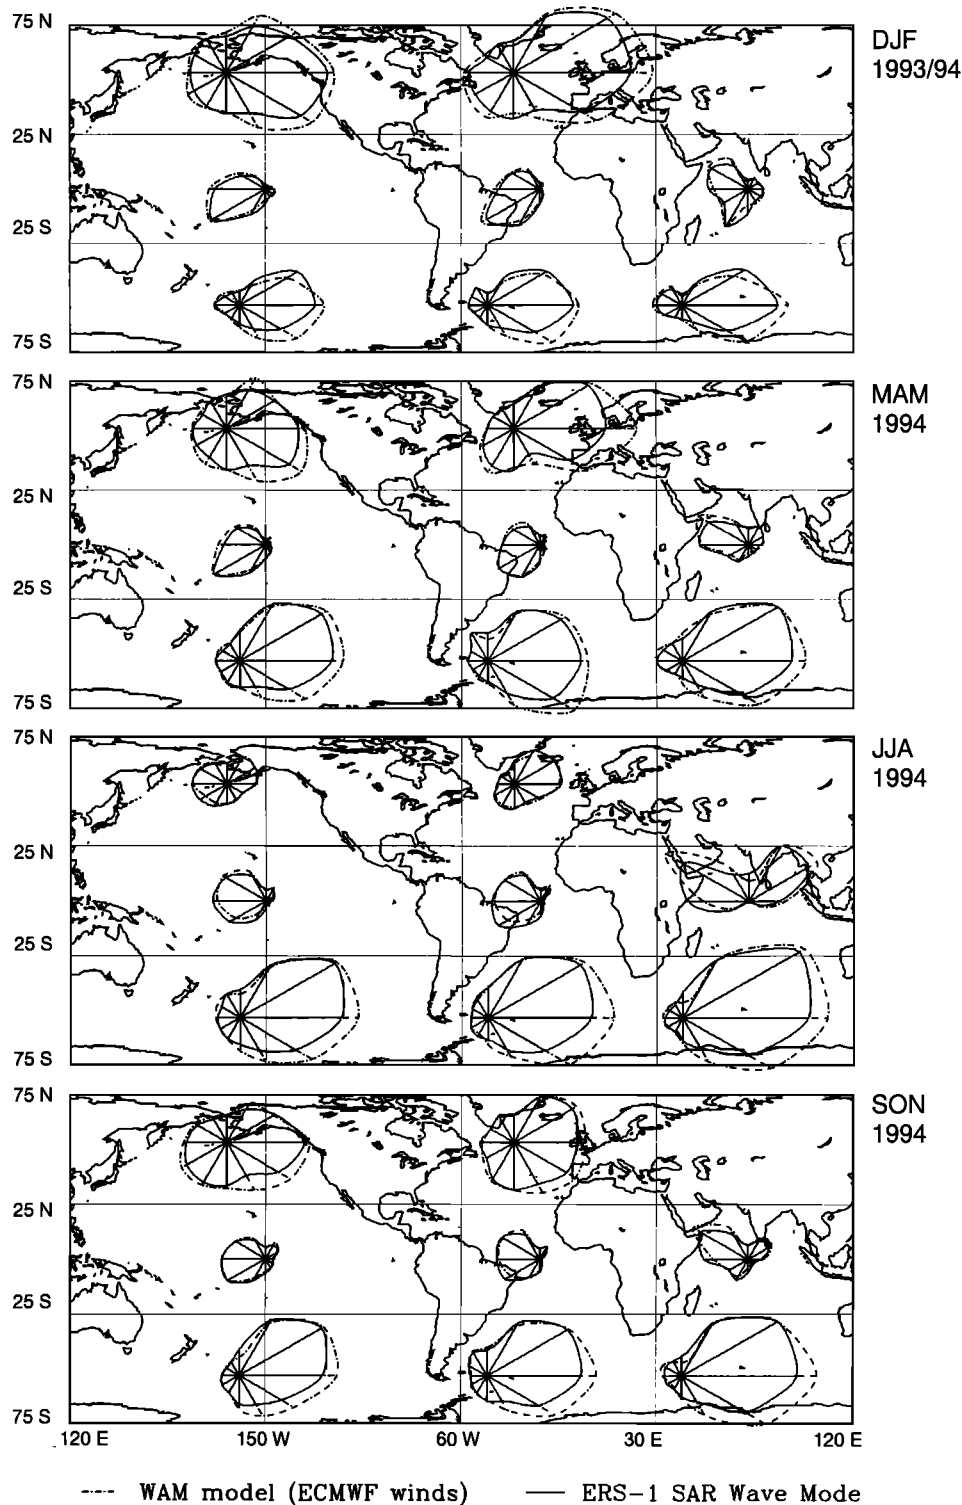 75 N
DJF
1993/94
25 N
25 S
75 S
75 N
MAM
1994
25 N
25 S
75 S
75 N
JJA
1994
25 N
25 S
75 S
75 N
SON
1994
25 N
25 S
75 S
120 E 150 W 60 W 30 E 120 E
WAM model (ECMWF winds) ERS-1 SAR Wave Mode